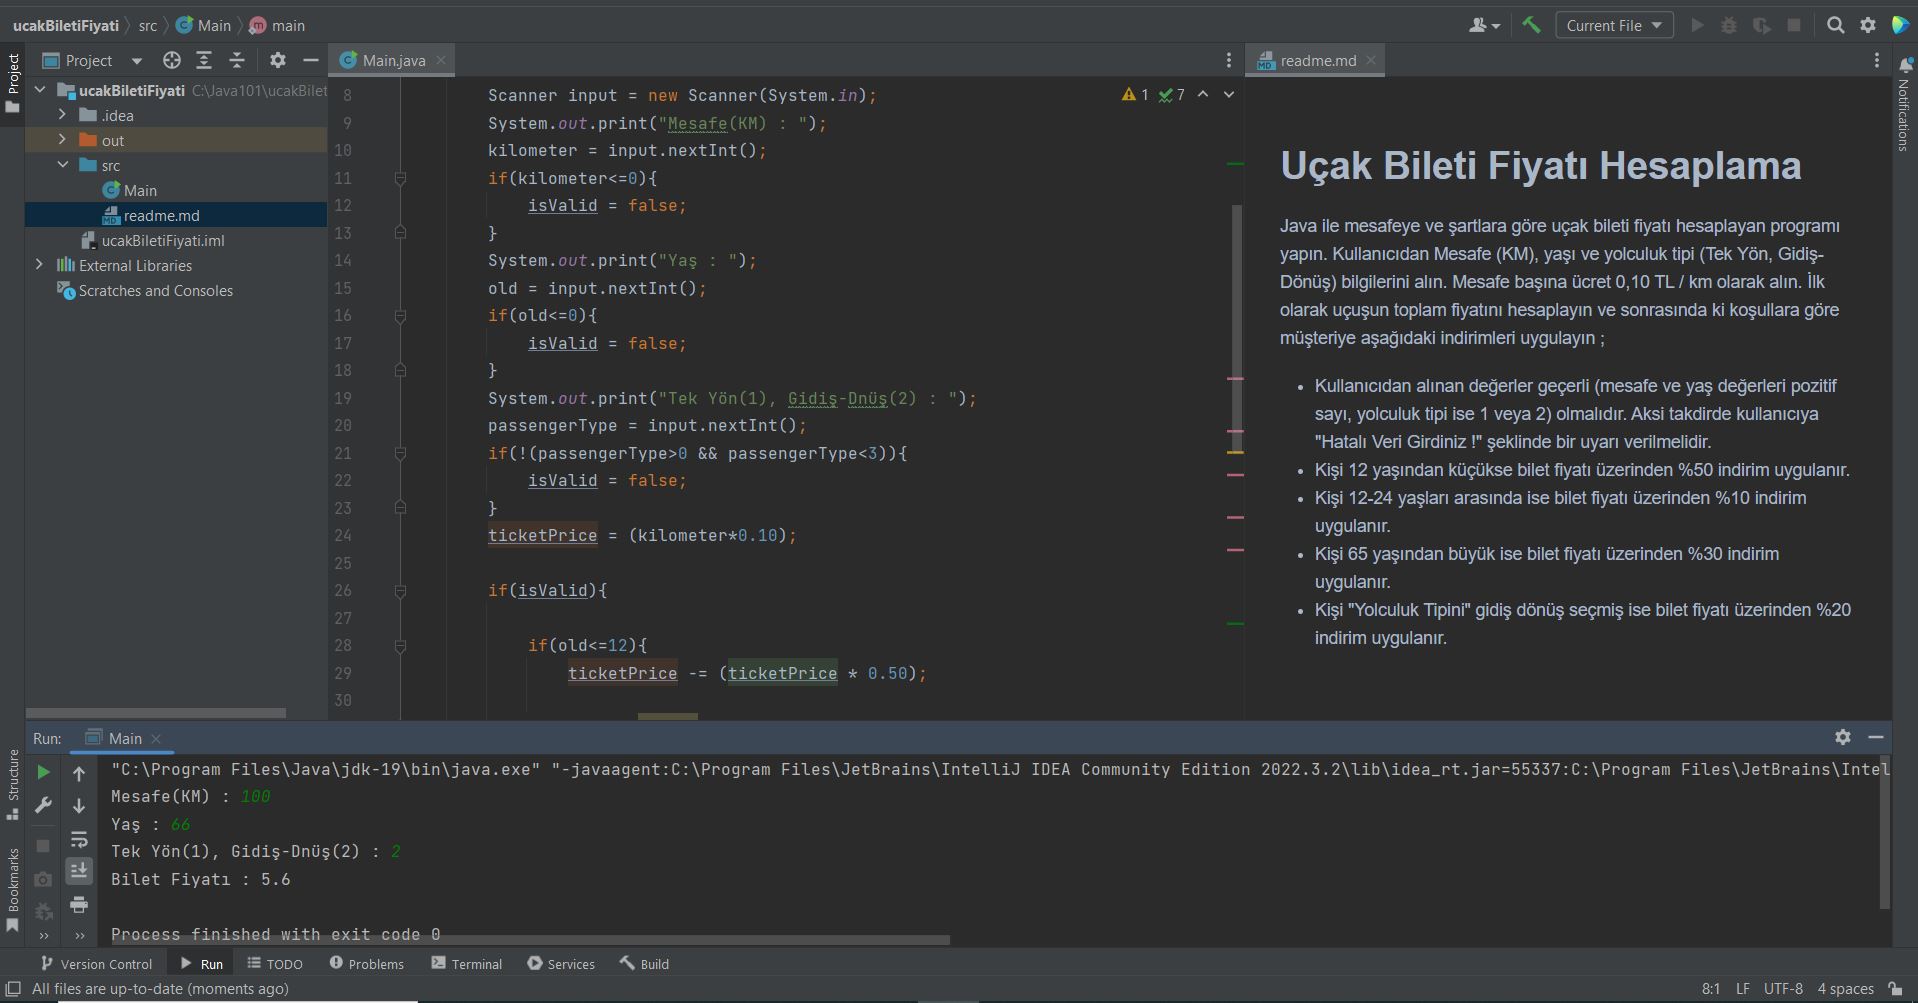 ucakBiletiFiyati
src
Main
main
Current File
Project
Project
Main.java
readme.md
Notifications
ucakBiletiFiyati C:\Java101\ucakBilet
.idea
out
src
Main
readme.md
ucakBiletiFiyati.iml
External Libraries
Scratches and Consoles
1 7
8 Scanner input = new Scanner(System.in);
9 System.out.print("Mesafe(KM) : ");
10 kilometer = input.nextInt();
11 if(kilometer<=0){
12 isValid = false;
13 }
14 System.out.print("Yaş : ");
15 old = input.nextInt();
16 if(old<=0){
17 isValid = false;
18 }
19 System.out.print("Tek Yön(1), Gidiş-Dnüş(2) : ");
20 passengerType = input.nextInt();
21 if(!(passengerType>0 && passengerType<3)){
22 isValid = false;
23 }
24 ticketPrice = (kilometer*0.10);
25
26 if(isValid){
27
28 if(old<=12){
29 ticketPrice -= (ticketPrice * 0.50);
30
Uçak Bileti Fiyatı Hesaplama
Java ile mesafeye ve şartlara göre uçak bileti fiyatı hesaplayan programı
yapın. Kullanıcıdan Mesafe (KM), yaşı ve yolculuk tipi (Tek Yön, Gidiş-
Dönüş) bilgilerini alın. Mesafe başına ücret 0,10 TL / km olarak alın. İlk
olarak uçuşun toplam fiyatını hesaplayın ve sonrasında ki koşullara göre
müşteriye aşağıdaki indirimleri uygulayın ;
• Kullanıcıdan alınan değerler geçerli (mesafe ve yaş değerleri pozitif
sayı, yolculuk tipi ise 1 veya 2) olmalıdır. Aksi takdirde kullanıcıya
"Hatalı Veri Girdiniz !" şeklinde bir uyarı verilmelidir.
• Kişi 12 yaşından küçükse bilet fiyatı üzerinden %50 indirim uygulanır.
• Kişi 12-24 yaşları arasında ise bilet fiyatı üzerinden %10 indirim
uygulanır.
• Kişi 65 yaşından büyük ise bilet fiyatı üzerinden %30 indirim
uygulanır.
• Kişi "Yolculuk Tipini" gidiş dönüş seçmiş ise bilet fiyatı üzerinden %20
indirim uygulanır.
Run: Main
Structure
Bookmarks
"C:\Program Files\Java\jdk-19\bin\java.exe" "-javaagent:C:\Program Files\JetBrains\IntelliJ IDEA Community Edition 2022.3.2\lib\idea_rt.jar=55337:C:\Program Files\JetBrains\Intel
Mesafe(KM) : 100
Yaş : 66
Tek Yön(1), Gidiş-Dnüş(2) : 2
Bilet Fiyatı : 5.6
Process finished with exit code 0
Version Control
Run
TODO
Problems
Terminal
Services
Build
All files are up-to-date (moments ago)
8:1 LF UTF-8 4 spaces